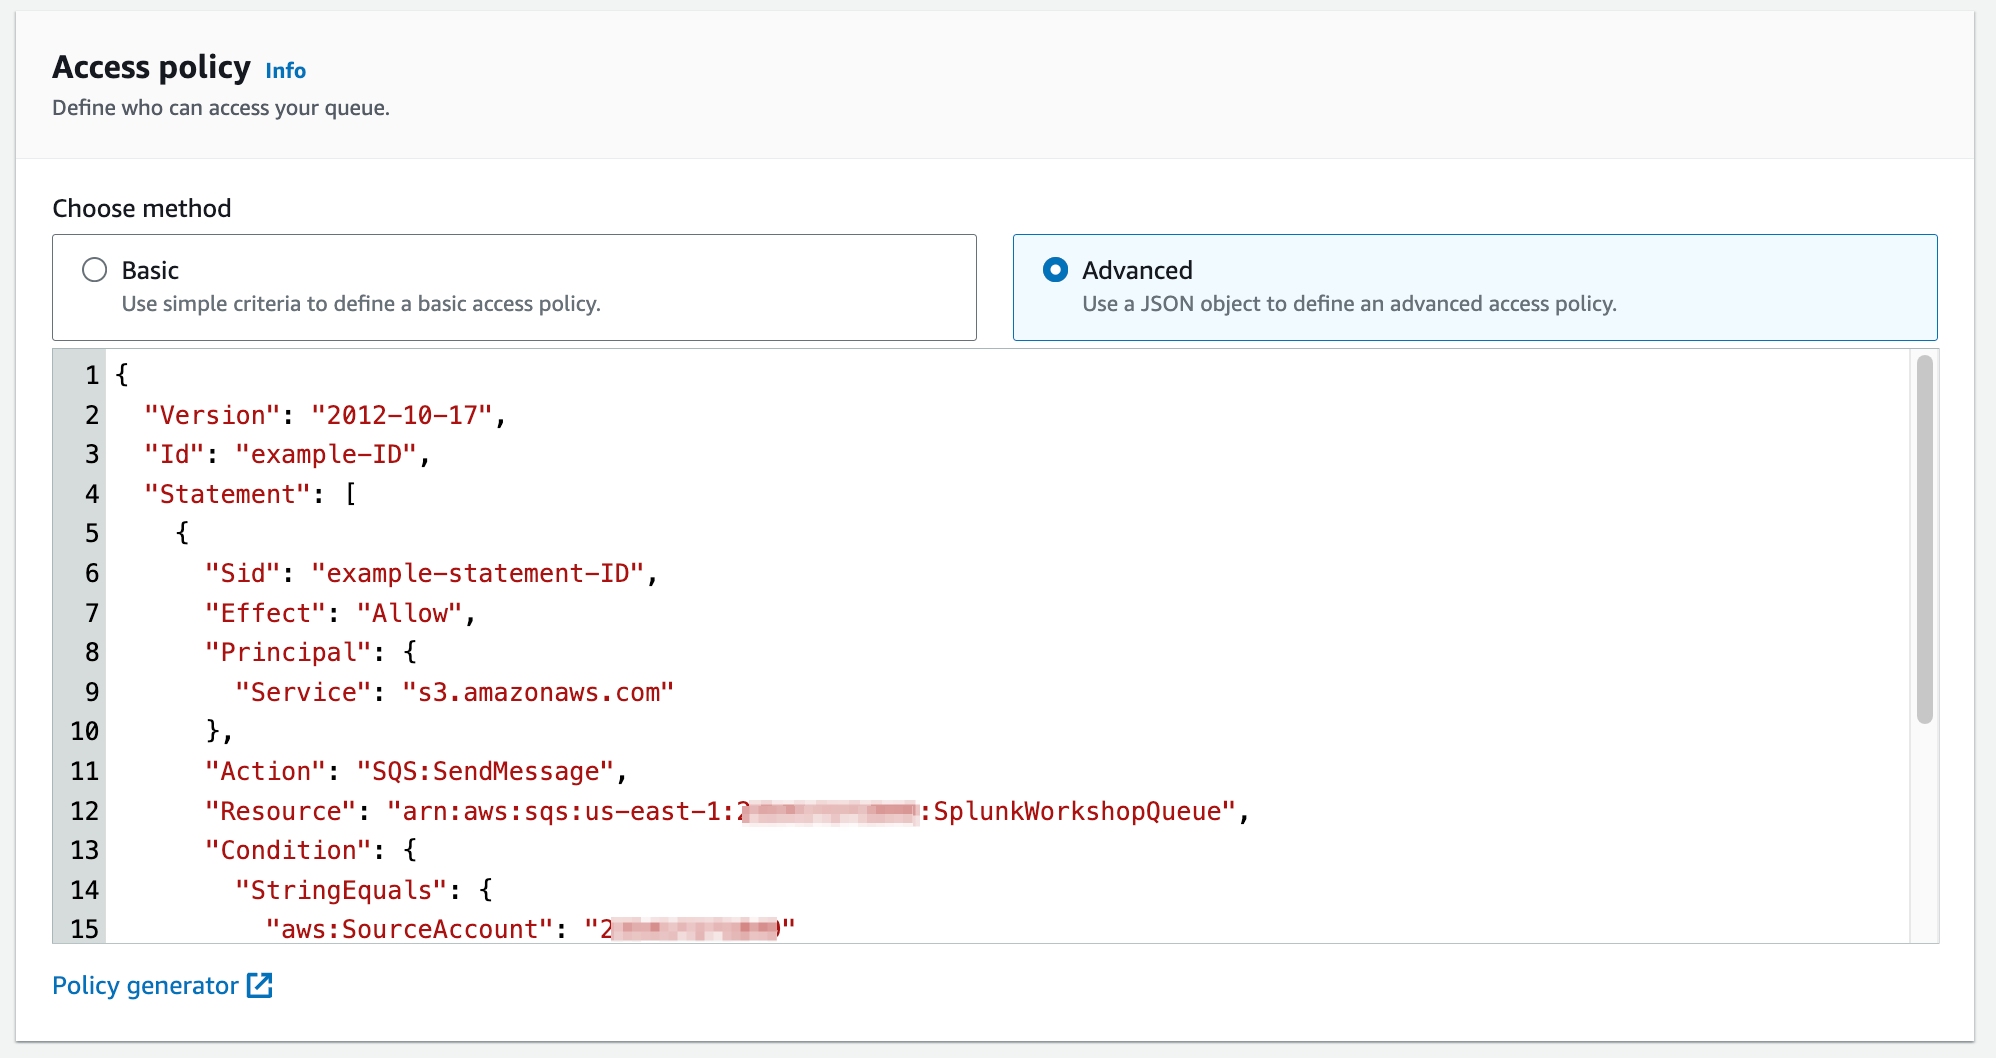 Access policy Info
Define who can access your queue.
Choose method
Basic
Use simple criteria to define a basic access policy.
Advanced
Use a JSON object to define an advanced access policy.
1 {
2 "Version": "2012-10-17",
3 "Id": "example-ID",
4 "Statement": [
5 {
6 "Sid": "example-statement-ID",
7 "Effect": "Allow",
8 "Principal": {
9 "Service": "s3.amazonaws.com"
10 },
11 "Action": "SQS:SendMessage",
12 "Resource": "arn:aws:sqs:us-east-1:2 :SplunkWorkshopQueue",
13 "Condition": {
14 "StringEquals": {
15 "aws:SourceAccount": "2 "
Policy generator